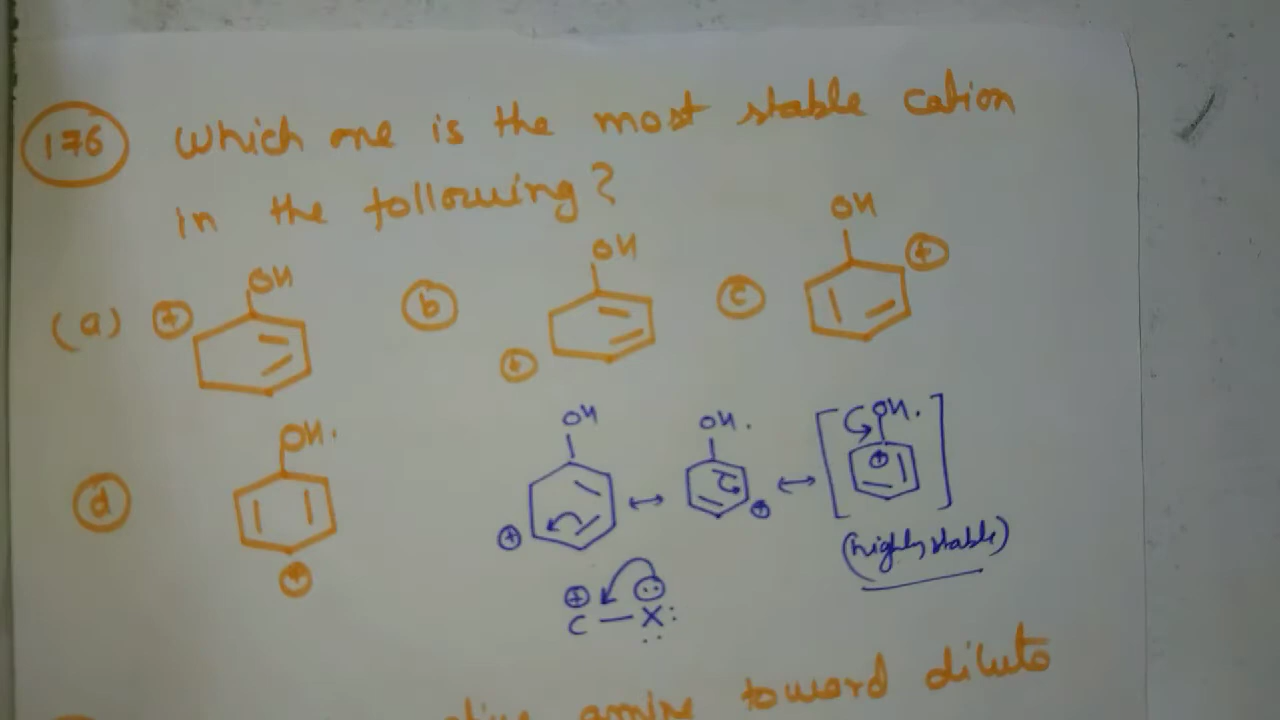 176 Which one is the most stable cation
in the following?
(a) + OH
b + OH
c OH +
d OH. +
OH + ↔ OH. + ↔ [OH. +]
(highly stable)
+ ··
C — X:
··
amine toward dilute